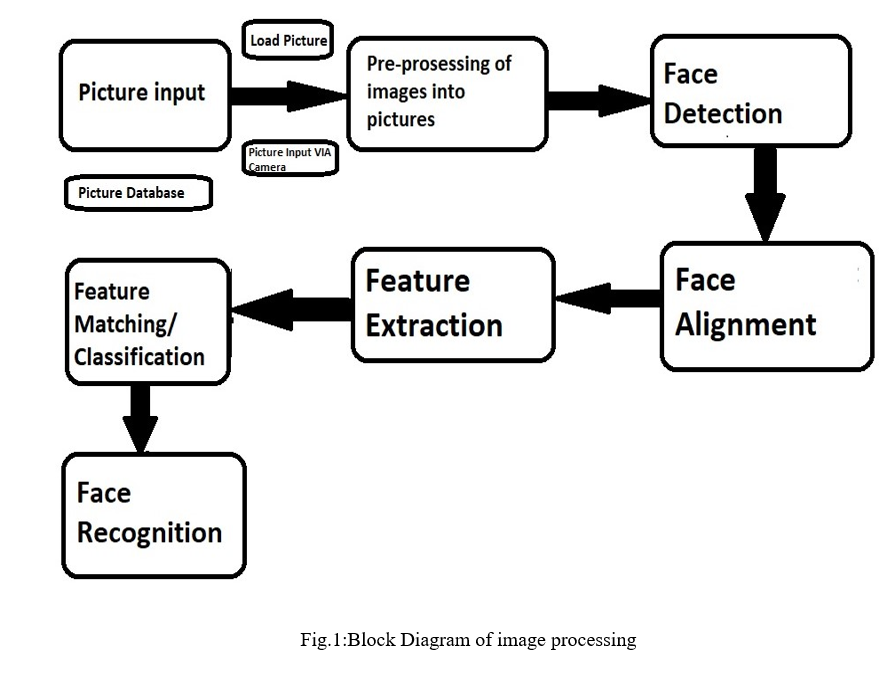 Picture input
Load Picture
Picture Input VIA
Camera
Picture Database
Pre-prosessing of
images into
pictures
Face
Detection
Face
Alignment
Feature
Extraction
Feature
Matching/
Classification
Face
Recognition
Fig.1:Block Diagram of image processing